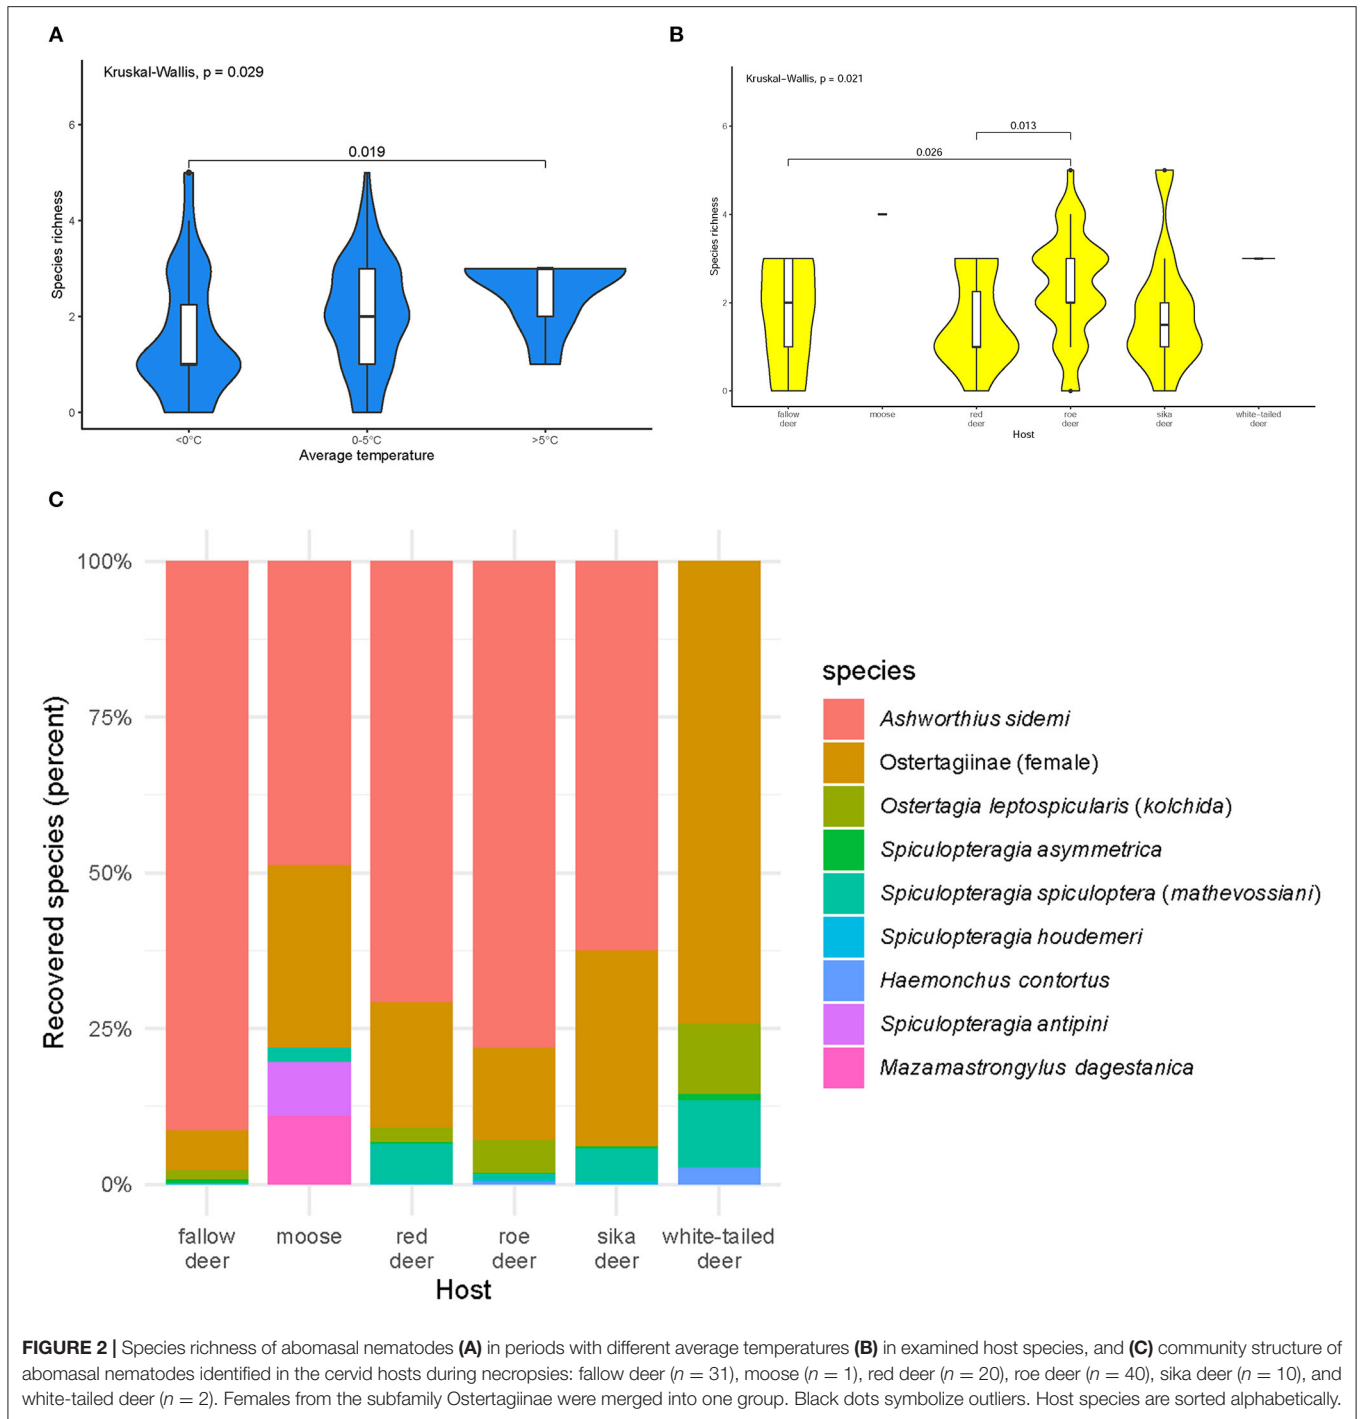 A
Kruskal-Wallis, p = 0.029
0.019
Species richness
6
4
2
0
<0°C
0-5°C
>5°C
Average temperature
B
Kruskal-Wallis, p = 0.021
0.013
0.026
Species richness
6
4
2
0
fallow deer
moose
red deer
roe deer
sika deer
white-tailed deer
Host
C
Recovered species (percent)
100%
75%
50%
25%
0%
fallow deer
moose
red deer
roe deer
sika deer
white-tailed deer
Host
species
Ashworthius sidemi
Ostertagiinae (female)
Ostertagia leptospicularis (kolchida)
Spiculopteragia asymmetrica
Spiculopteragia spiculoptera (mathevossiani)
Spiculopteragia houdemeri
Haemonchus contortus
Spiculopteragia antipini
Mazamastrongylus dagestanica
FIGURE 2 | Species richness of abomasal nematodes (A) in periods with different average temperatures (B) in examined host species, and (C) community structure of
abomasal nematodes identified in the cervid hosts during necropsies: fallow deer (n = 31), moose (n = 1), red deer (n = 20), roe deer (n = 40), sika deer (n = 10), and
white-tailed deer (n = 2). Females from the subfamily Ostertagiinae were merged into one group. Black dots symbolize outliers. Host species are sorted alphabetically.